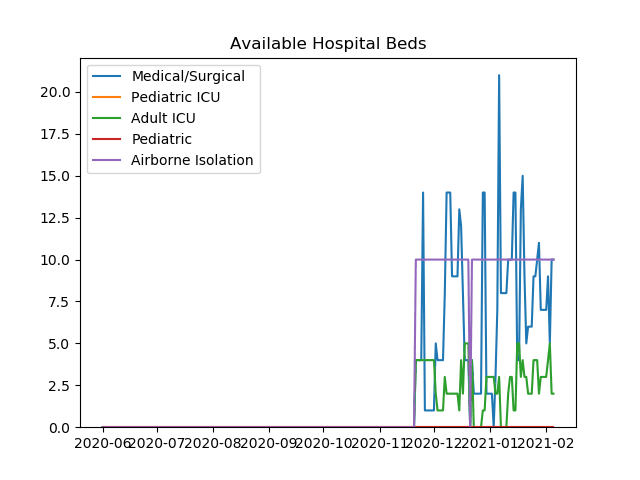 Available Hospital Beds
Medical/Surgical
Pediatric ICU
Adult ICU
Pediatric
Airborne Isolation
20.0
17.5
15.0
12.5
10.0
7.5
5.0
2.5
0.0
2020-06 2020-07 2020-08 2020-09 2020-10 2020-11 2020-12 2021-01 2021-02